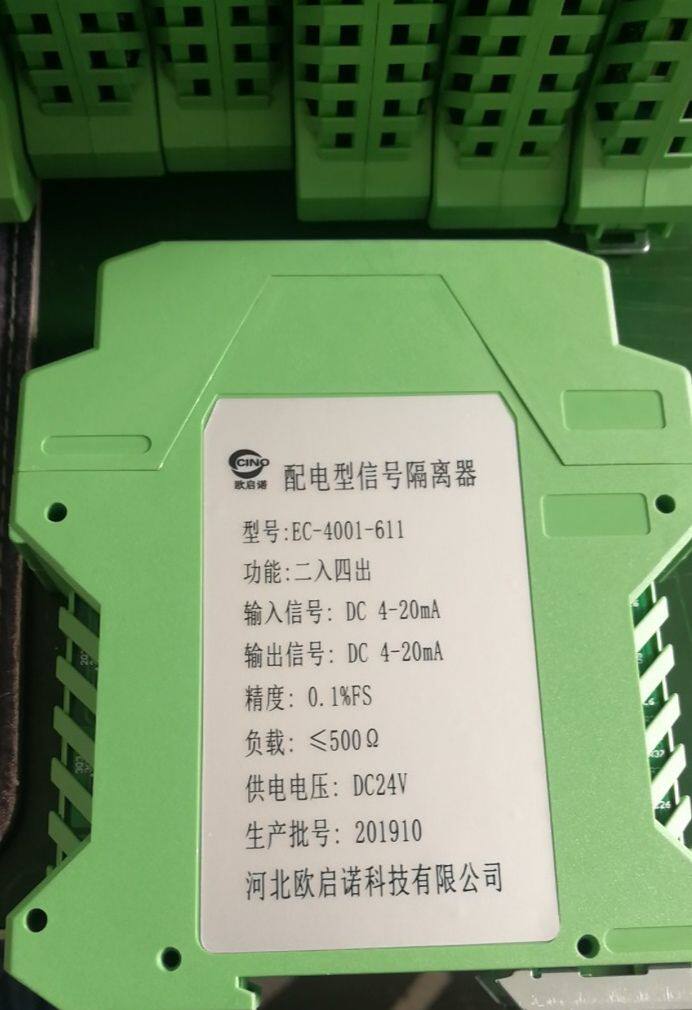 CINO
欧启诺
配电型信号隔离器
型号:EC-4001-611
功能:二入四出
输入信号: DC 4-20mA
输出信号: DC 4-20mA
精度: 0.1%FS
负载: ≤500Ω
供电电压: DC24V
生产批号: 201910
河北欧启诺科技有限公司